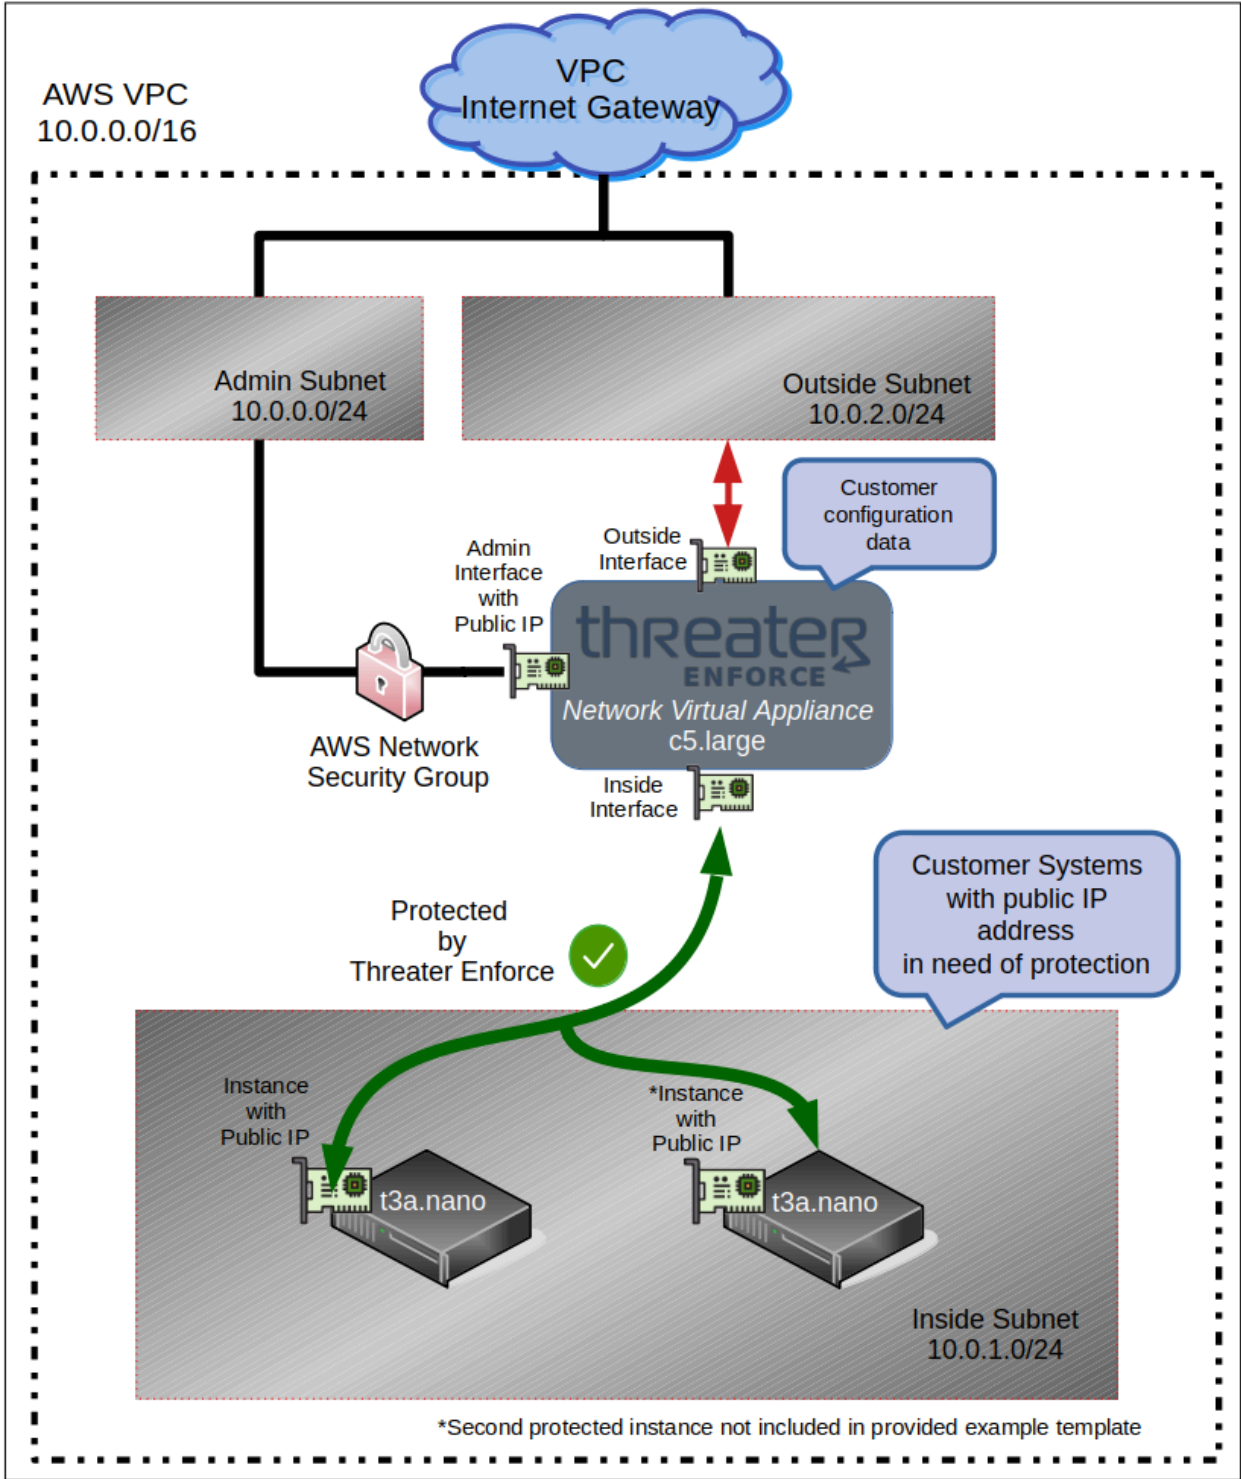 VPC
Internet Gateway
AWS VPC
10.0.0.0/16
Admin Subnet
10.0.0.0/24
Outside Subnet
10.0.2.0/24
Customer
configuration
data
Outside
Interface
Admin
Interface
with
Public IP
threater
ENFORCE
Network Virtual Appliance
c5.large
AWS Network
Security Group
Inside
Interface
Customer Systems
with public IP
address
in need of protection
Protected
by
Threater Enforce
Instance
with
Public IP
*Instance
with
Public IP
t3a.nano
t3a.nano
Inside Subnet
10.0.1.0/24
*Second protected instance not included in provided example template